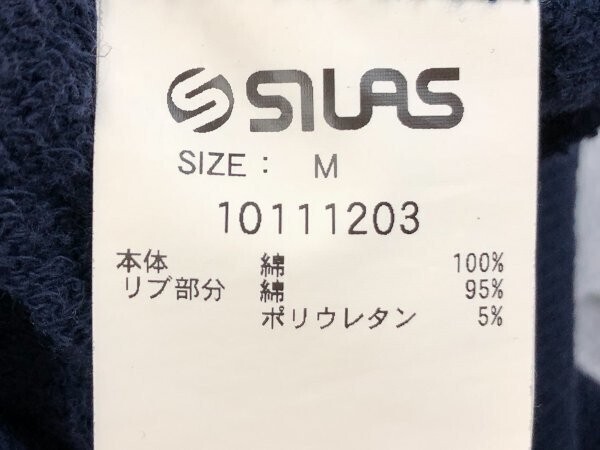 SILAS
SIZE: M
10111203
本体 綿 100%
リブ部分 綿 95%
ポリウレタン 5%